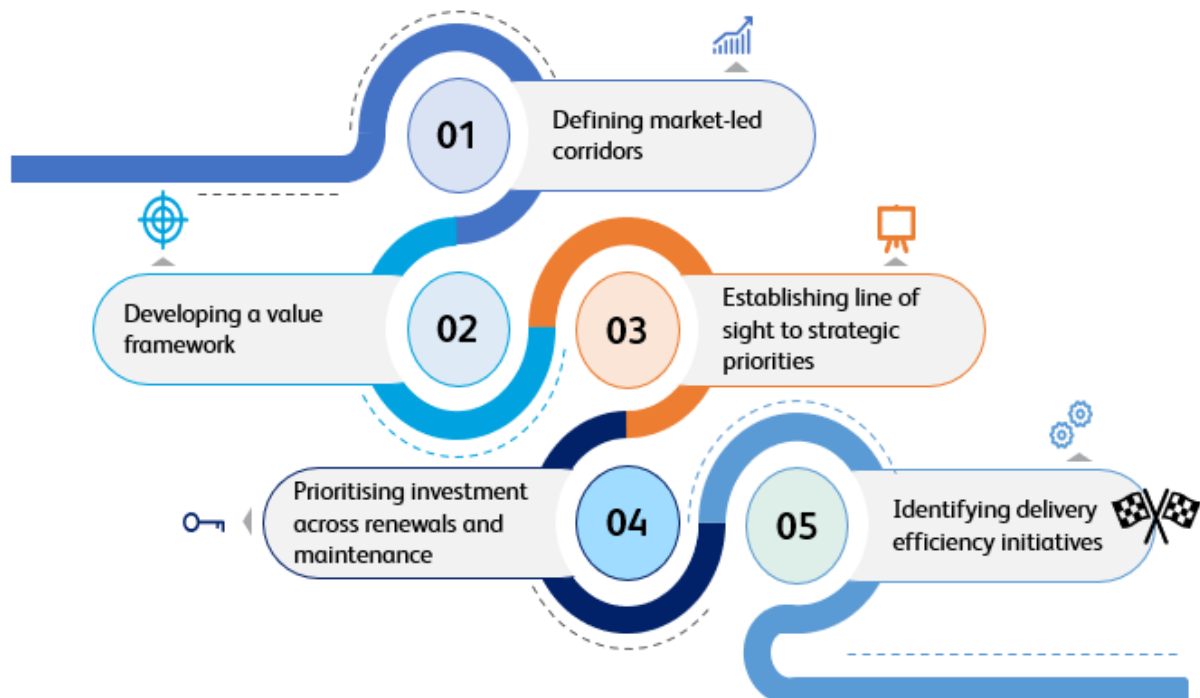 01
Defining market-led
corridors
Developing a value
framework
02
03
Establishing line of
sight to strategic
priorities
Prioritising investment
across renewals and
maintenance
04
05
Identifying delivery
efficiency initiatives